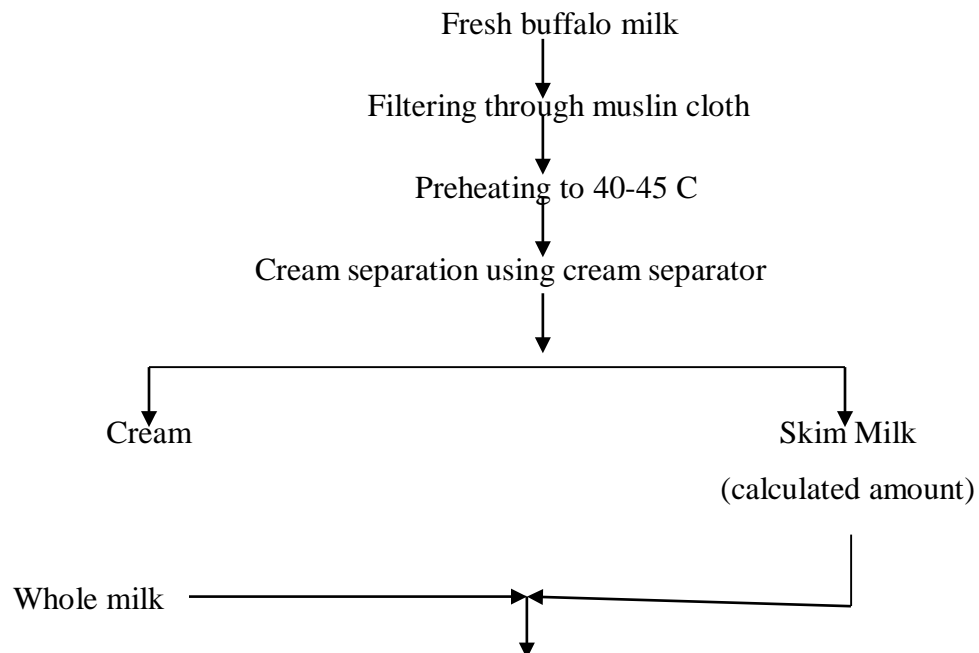 Fresh buffalo milk
Filtering through muslin cloth
Preheating to 40-45 C
Cream separation using cream separator
Cream
Skim Milk
(calculated amount)
Whole milk